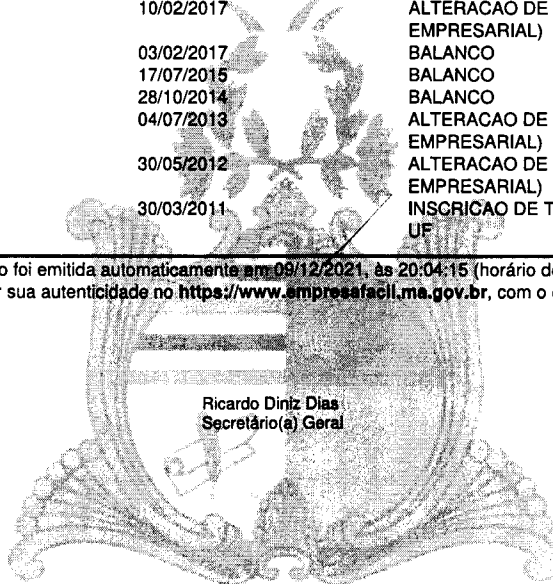 10/02/2017 ALTERACAO DE
EMPRESARIAL)
03/02/2017 BALANCO
17/07/2015 BALANCO
28/10/2014 BALANCO
04/07/2013 ALTERACAO DE
EMPRESARIAL)
30/05/2012 ALTERACAO DE
EMPRESARIAL)
30/03/2011 INSCRICAO DE T
UF
o foi emitida automaticamente em 09/12/2021, às 20:04:15 (horário de
sua autenticidade no https://www.empresafacil.ma.gov.br, com o
Ricardo Diniz Dias
Secretário(a) Geral